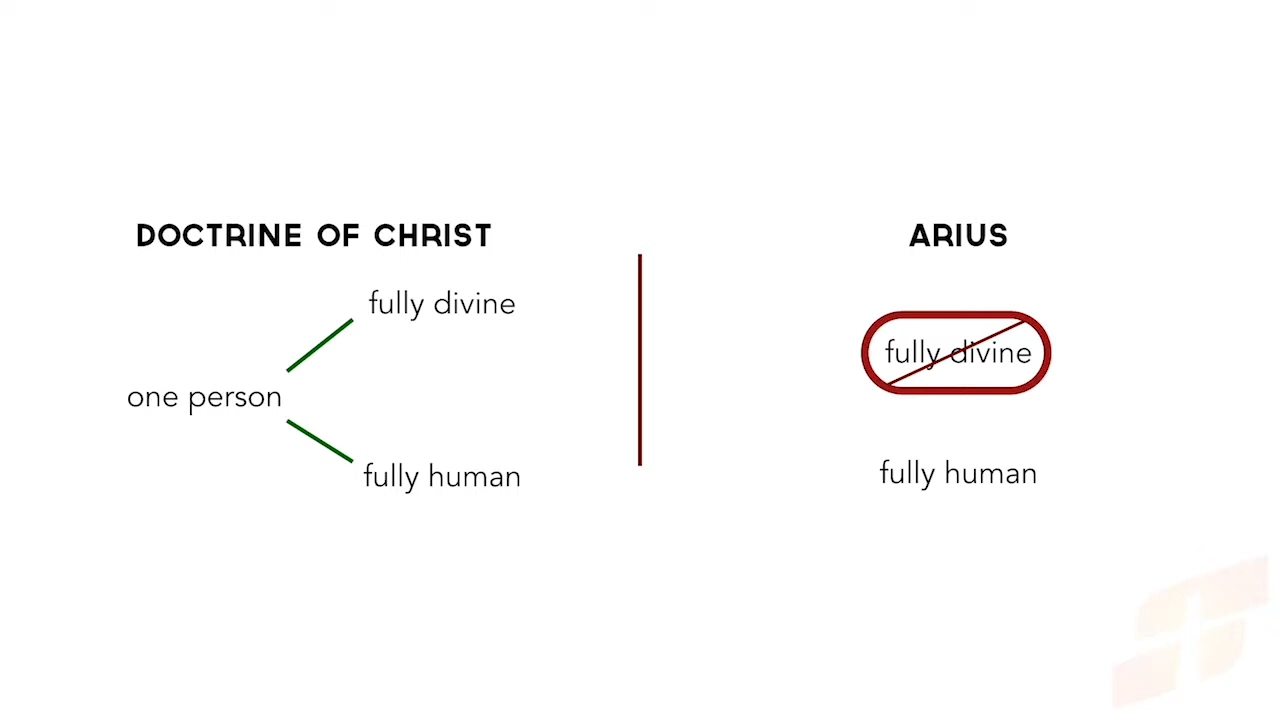 DOCTRINE OF CHRIST
fully divine
one person
fully human
ARIUS
fully divine
fully human